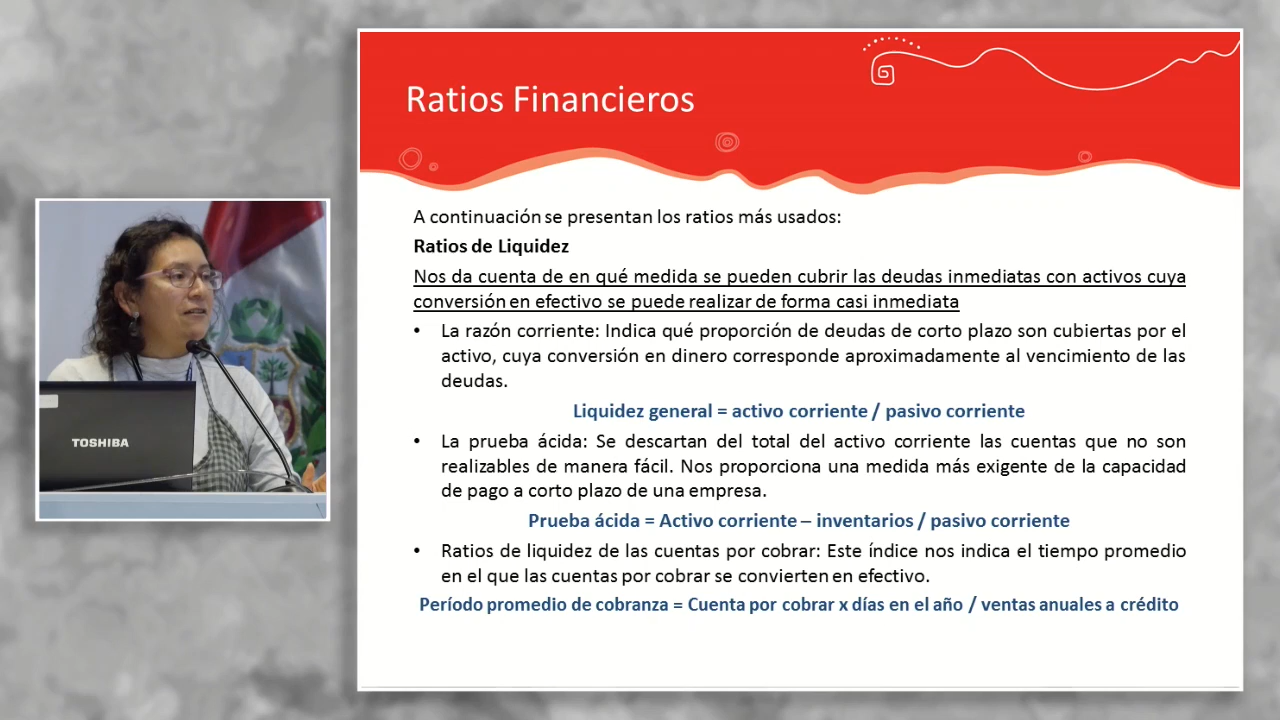 Ratios Financieros
A continuación se presentan los ratios más usados:
Ratios de Liquidez
Nos da cuenta de en qué medida se pueden cubrir las deudas inmediatas con activos cuya
conversión en efectivo se puede realizar de forma casi inmediata
• La razón corriente: Indica qué proporción de deudas de corto plazo son cubiertas por el
activo, cuya conversión en dinero corresponde aproximadamente al vencimiento de las
deudas.
Liquidez general = activo corriente / pasivo corriente
• La prueba ácida: Se descartan del total del activo corriente las cuentas que no son
realizables de manera fácil. Nos proporciona una medida más exigente de la capacidad
de pago a corto plazo de una empresa.
Prueba ácida = Activo corriente – inventarios / pasivo corriente
• Ratios de liquidez de las cuentas por cobrar: Este índice nos indica el tiempo promedio
en el que las cuentas por cobrar se convierten en efectivo.
Período promedio de cobranza = Cuenta por cobrar x días en el año / ventas anuales a crédito
TOSHIBA